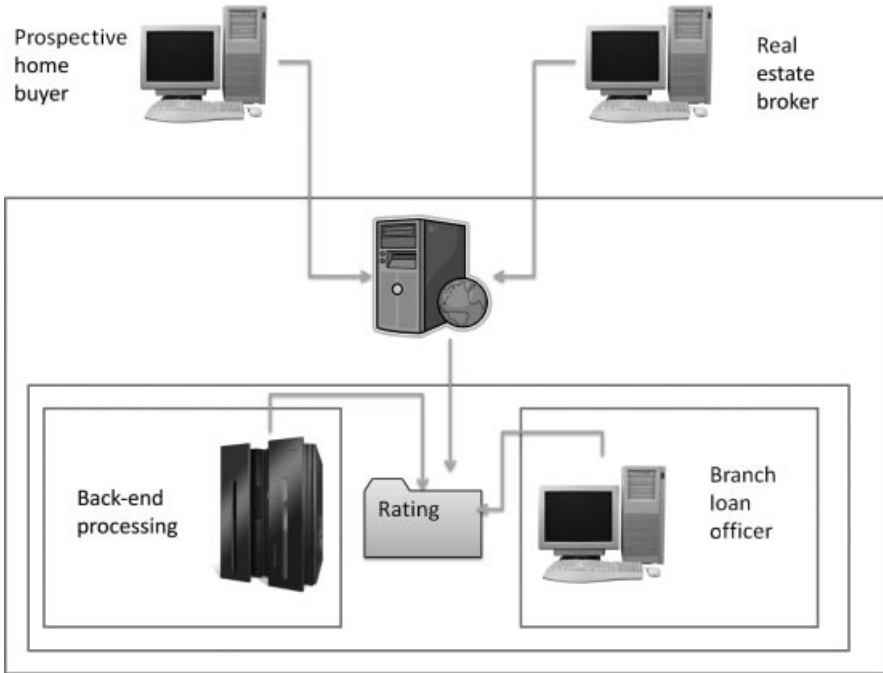 Prospective
home
buyer
Real
estate
broker
Back-end
processing
Rating
Branch
loan
officer